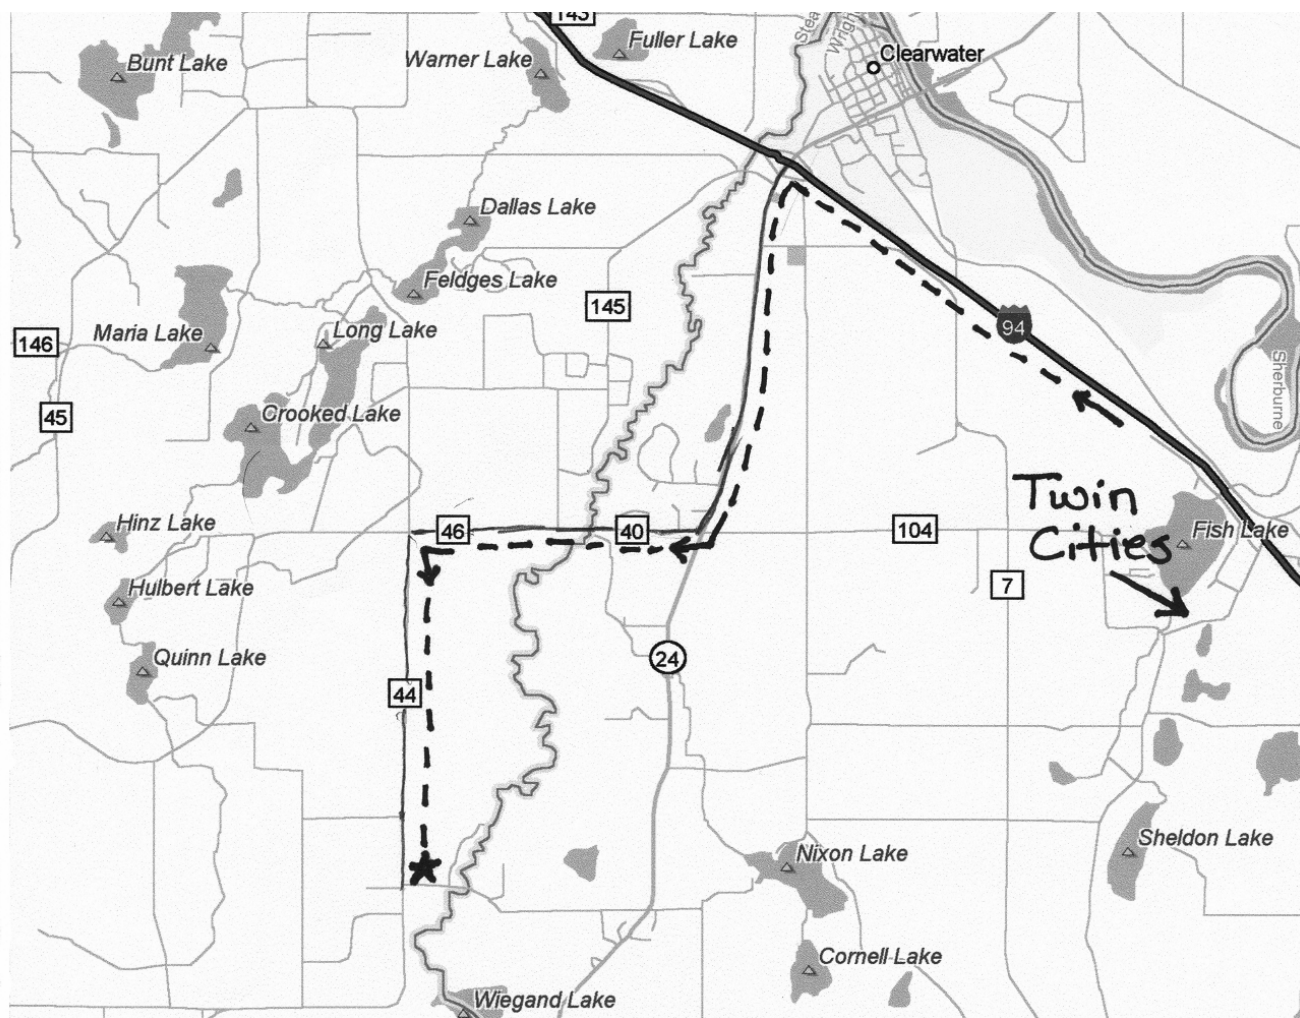 143
Fuller Lake
Bunt Lake
Warner Lake
Clearwater
Stea
Wrigh
Dallas Lake
Feldges Lake
145
Maria Lake
Long Lake
146
94
45
Crooked Lake
Sherburne
Twin
Cities
Hinz Lake
46
40
104
Fish Lake
Hulbert Lake
7
Quinn Lake
24
44
Nixon Lake
Sheldon Lake
Cornell Lake
Wiegand Lake